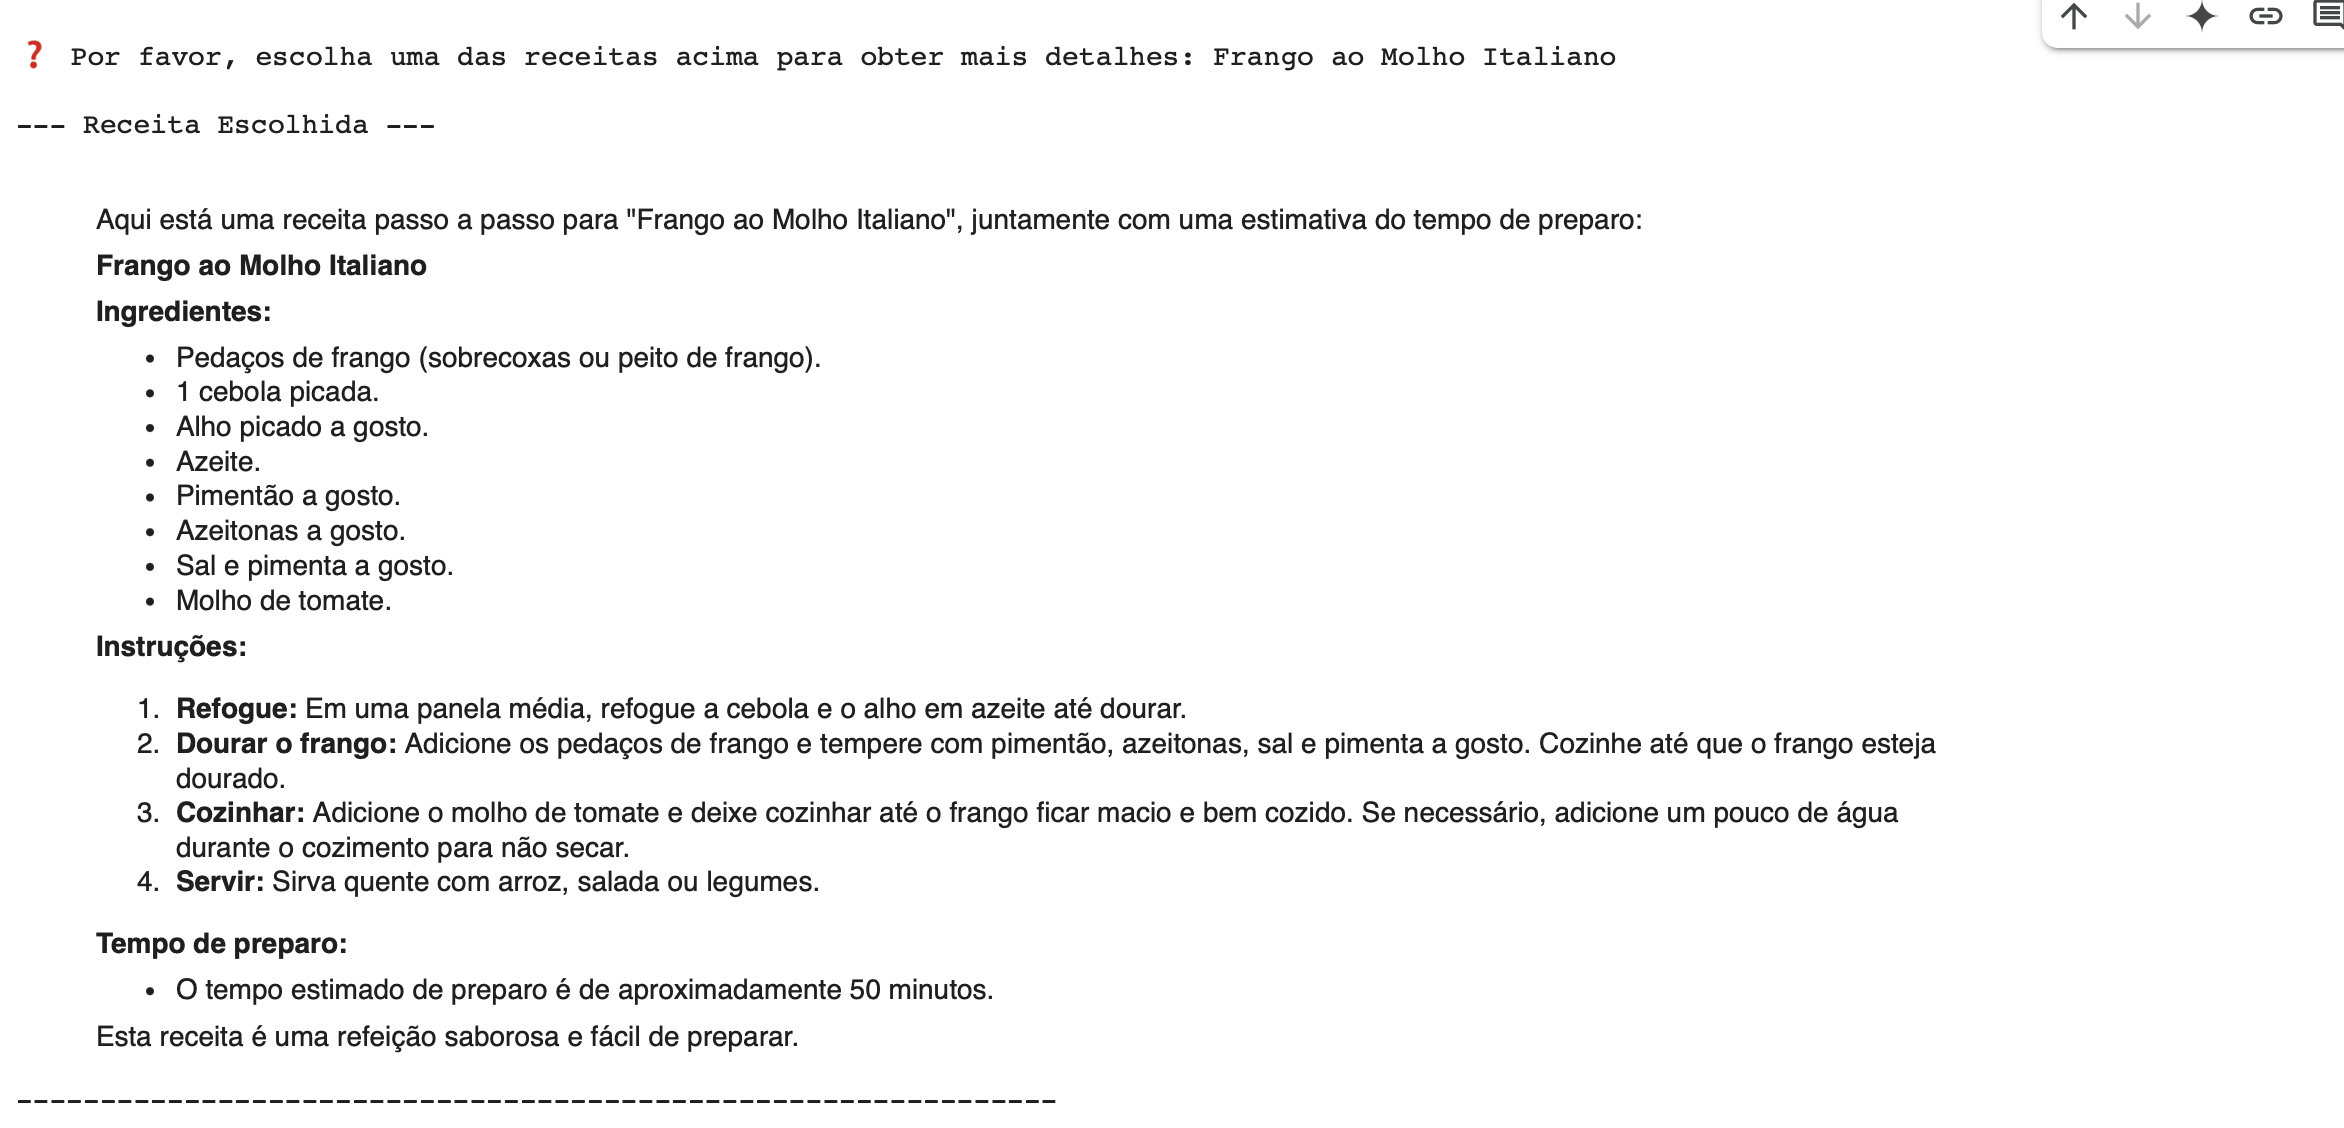 ❓ Por favor, escolha uma das receitas acima para obter mais detalhes: Frango ao Molho Italiano
--- Receita Escolhida ---
Aqui está uma receita passo a passo para "Frango ao Molho Italiano", juntamente com uma estimativa do tempo de preparo:
Frango ao Molho Italiano
Ingredientes:
• Pedaços de frango (sobrecoxas ou peito de frango).
• 1 cebola picada.
• Alho picado a gosto.
• Azeite.
• Pimentão a gosto.
• Azeitonas a gosto.
• Sal e pimenta a gosto.
• Molho de tomate.
Instruções:
1. Refogue: Em uma panela média, refogue a cebola e o alho em azeite até dourar.
2. Dourar o frango: Adicione os pedaços de frango e tempere com pimentão, azeitonas, sal e pimenta a gosto. Cozinhe até que o frango esteja
dourado.
3. Cozinhar: Adicione o molho de tomate e deixe cozinhar até o frango ficar macio e bem cozido. Se necessário, adicione um pouco de água
durante o cozimento para não secar.
4. Servir: Sirva quente com arroz, salada ou legumes.
Tempo de preparo:
• O tempo estimado de preparo é de aproximadamente 50 minutos.
Esta receita é uma refeição saborosa e fácil de preparar.
--------------------------------------------------------------